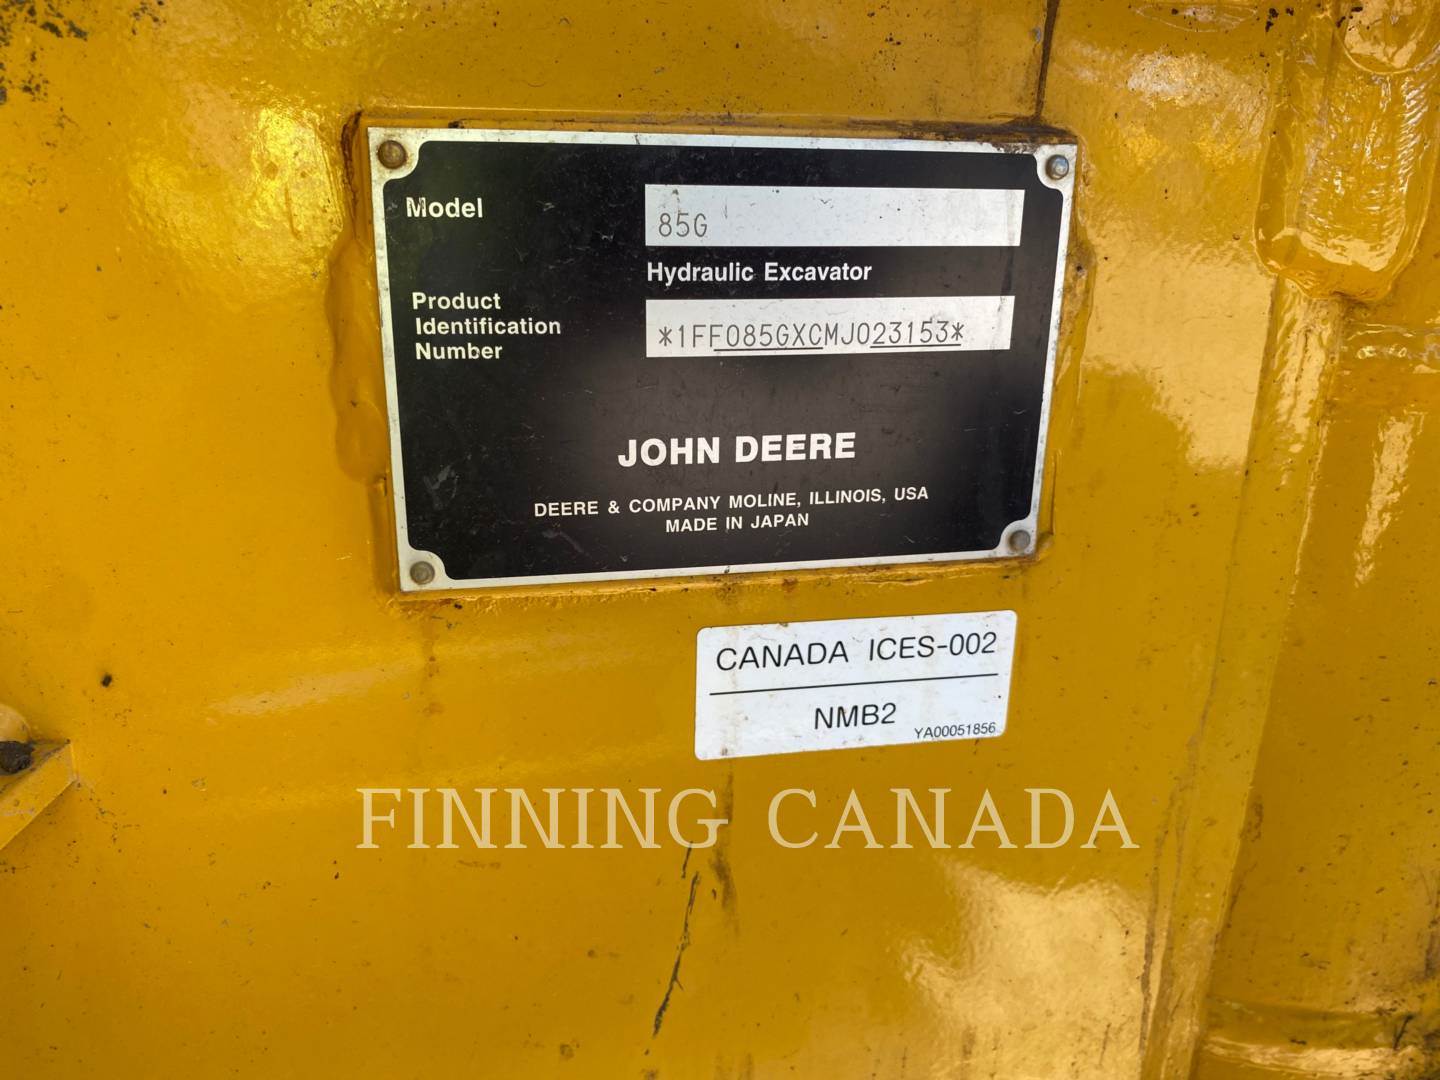 Model
85G
Hydraulic Excavator
Product
Identification
Number
*1FF085GXCMJ023153*
JOHN DEERE
DEERE & COMPANY MOLINE, ILLINOIS, USA
MADE IN JAPAN
CANADA ICES-002
NMB2
YA00051856
FINNING CANADA